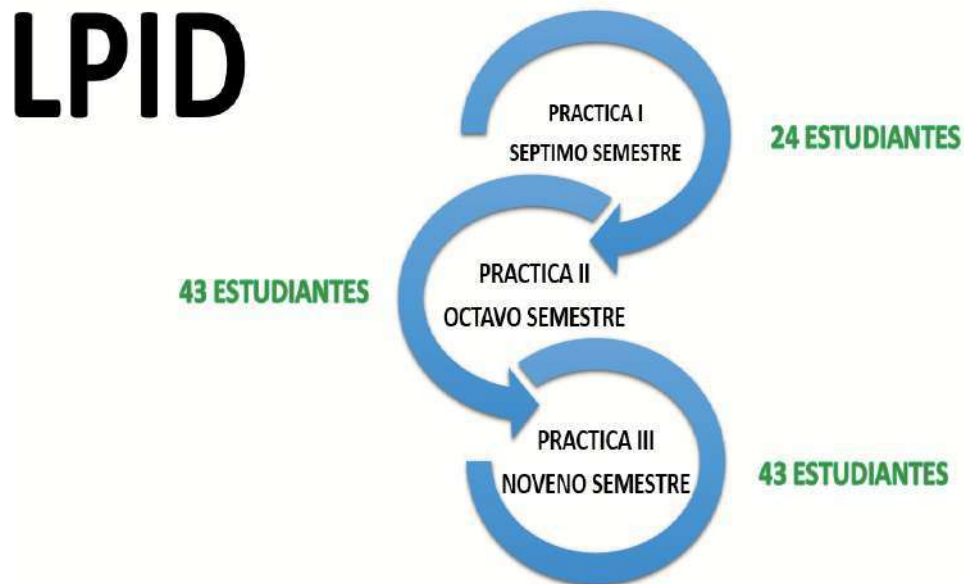 LPID
PRACTICA I
SEPTIMO SEMESTRE
24 ESTUDIANTES
PRACTICA II
OCTAVO SEMESTRE
43 ESTUDIANTES
PRACTICA III
NOVENO SEMESTRE
43 ESTUDIANTES